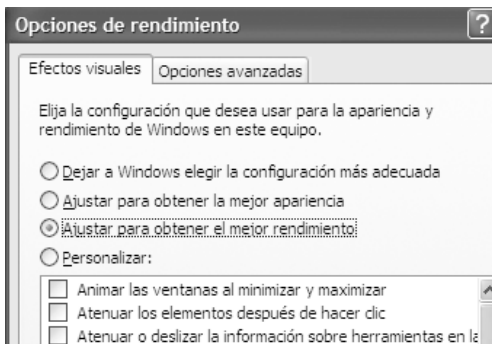 Opciones de rendimiento ?
Efectos visuales Opciones avanzadas
Elija la configuración que desea usar para la apariencia y
rendimiento de Windows en este equipo.
Dejar a Windows elegir la configuración más adecuada
Ajustar para obtener la mejor apariencia
Ajustar para obtener el mejor rendimiento
Personalizar:
Animar las ventanas al minimizar y maximizar
Atenuar los elementos después de hacer clic
Atenuar o deslizar la información sobre herramientas en la